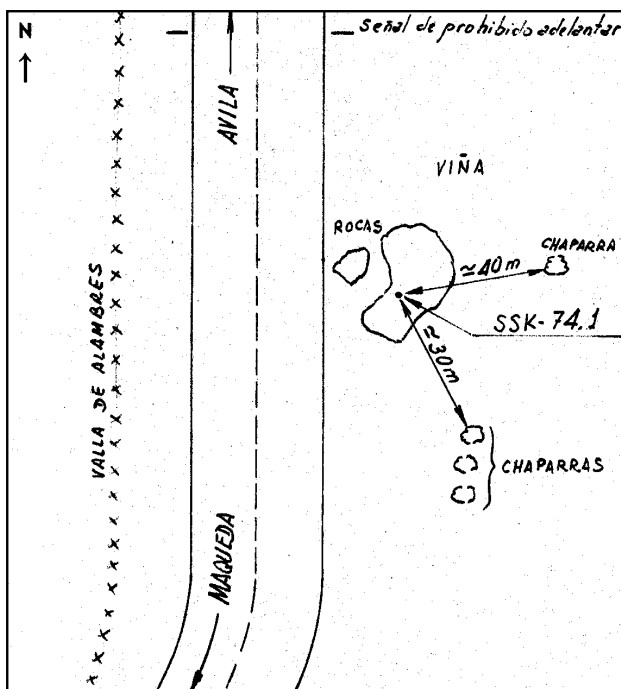 N
Señal de prohibido adelantar
AVILA
VIÑA
ROCAS
CHAPARRA
≃40m
SSK-74.1
≃30m
VALLA DE ALAMBRES
CHAPARRAS
MAQUEDA